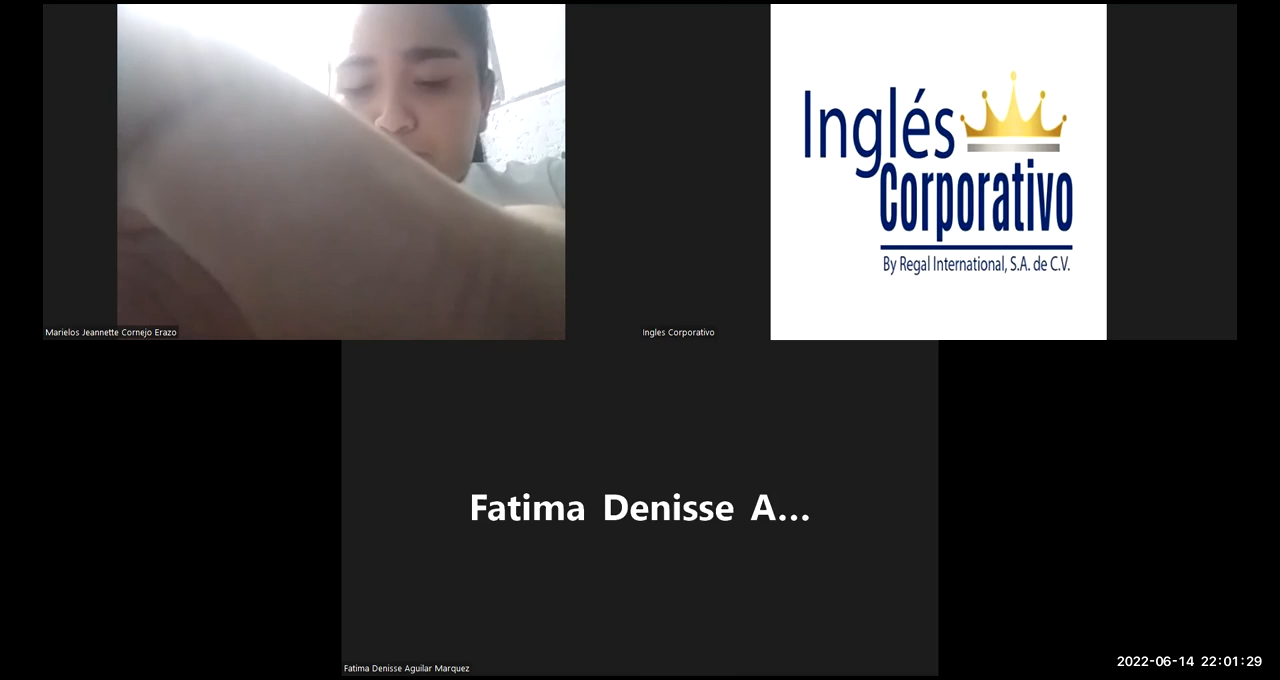 Inglés
Corporativo
By Regal International, S.A. de C.V.
Marielos Jeannette Cornejo Erazo
Ingles Corporativo
Fatima Denisse A...
Fatima Denisse Aguilar Marquez
2022-06-14 22:01:29